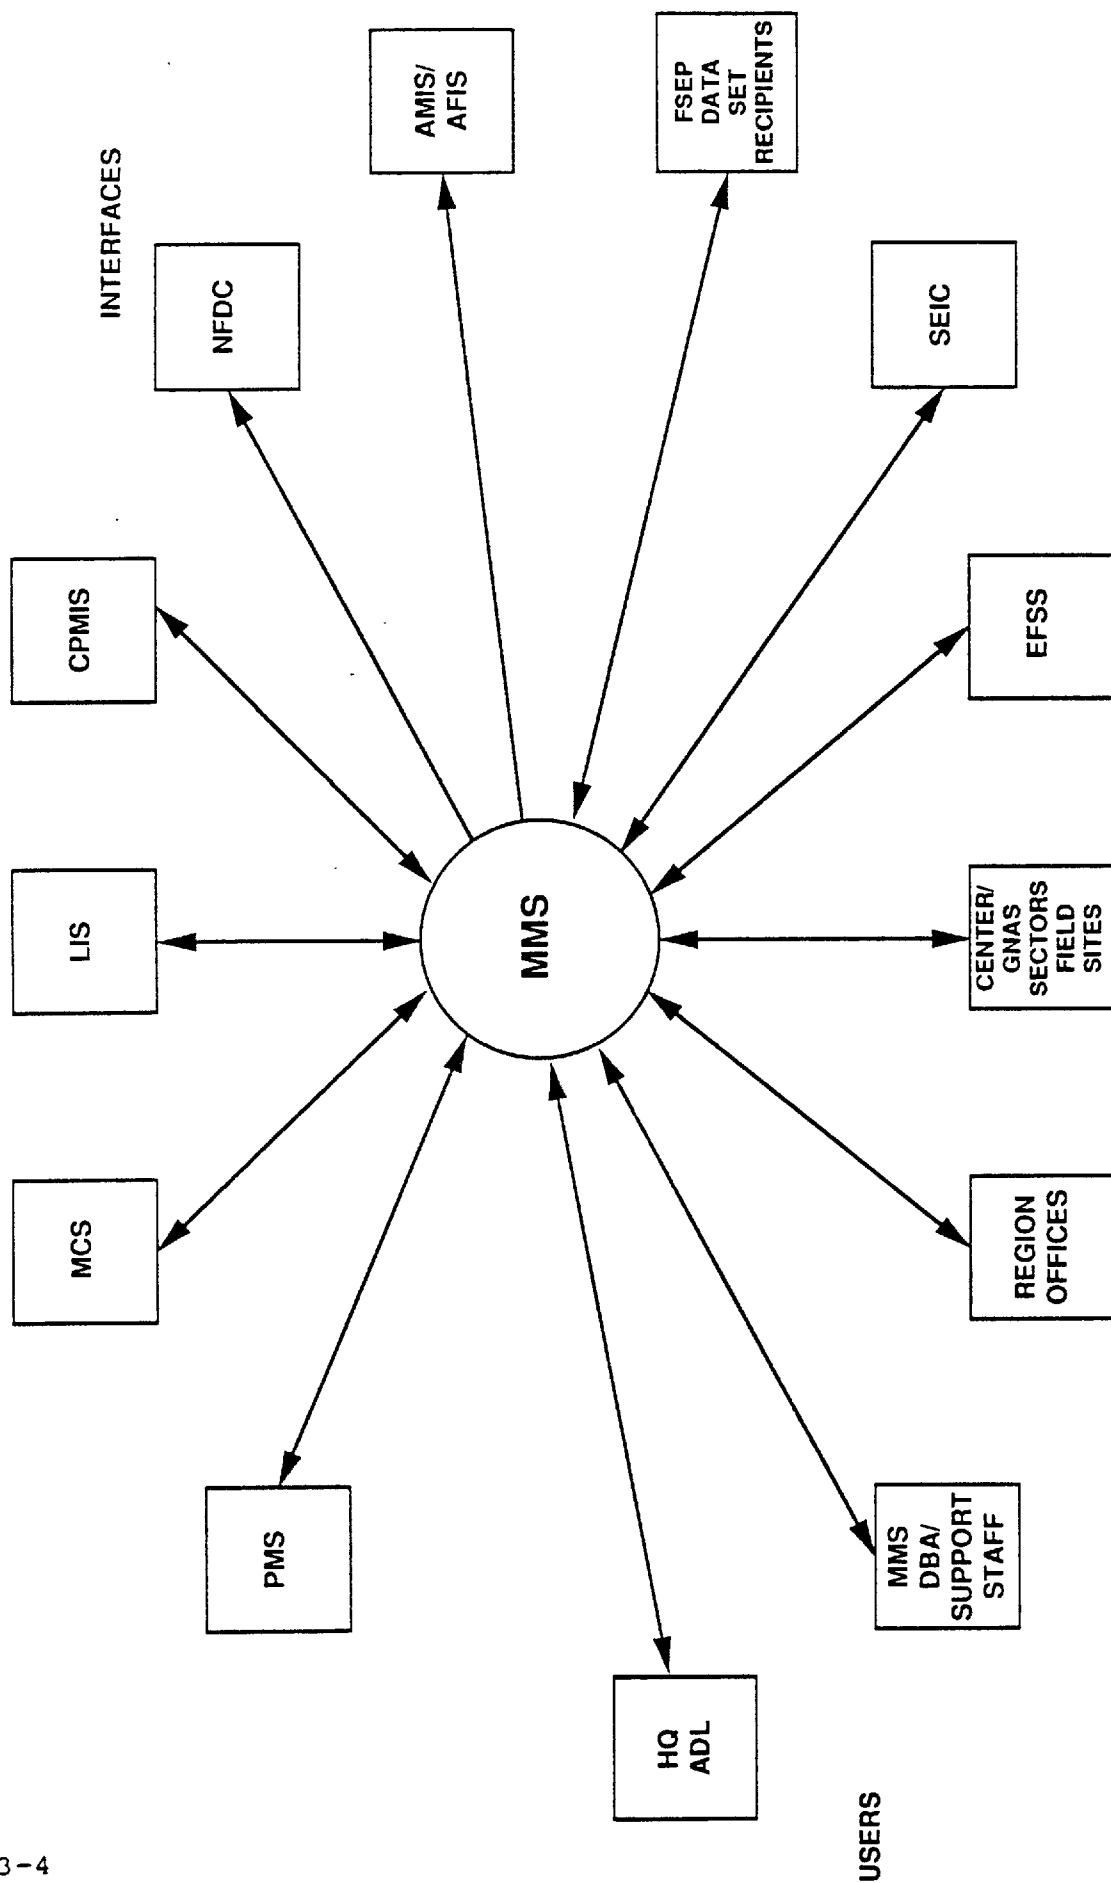 INTERFACES
MCS
LIS
CPMIS
PMS
NFDC
AMIS/
AFIS
MMS
HQ
ADL
FSEP
DATA
SET
RECIPIENTS
MMS
DBA/
SUPPORT
STAFF
SEIC
REGION
OFFICES
CENTER/
GNAS
SECTORS
FIELD
SITES
EFSS
USERS
3-4